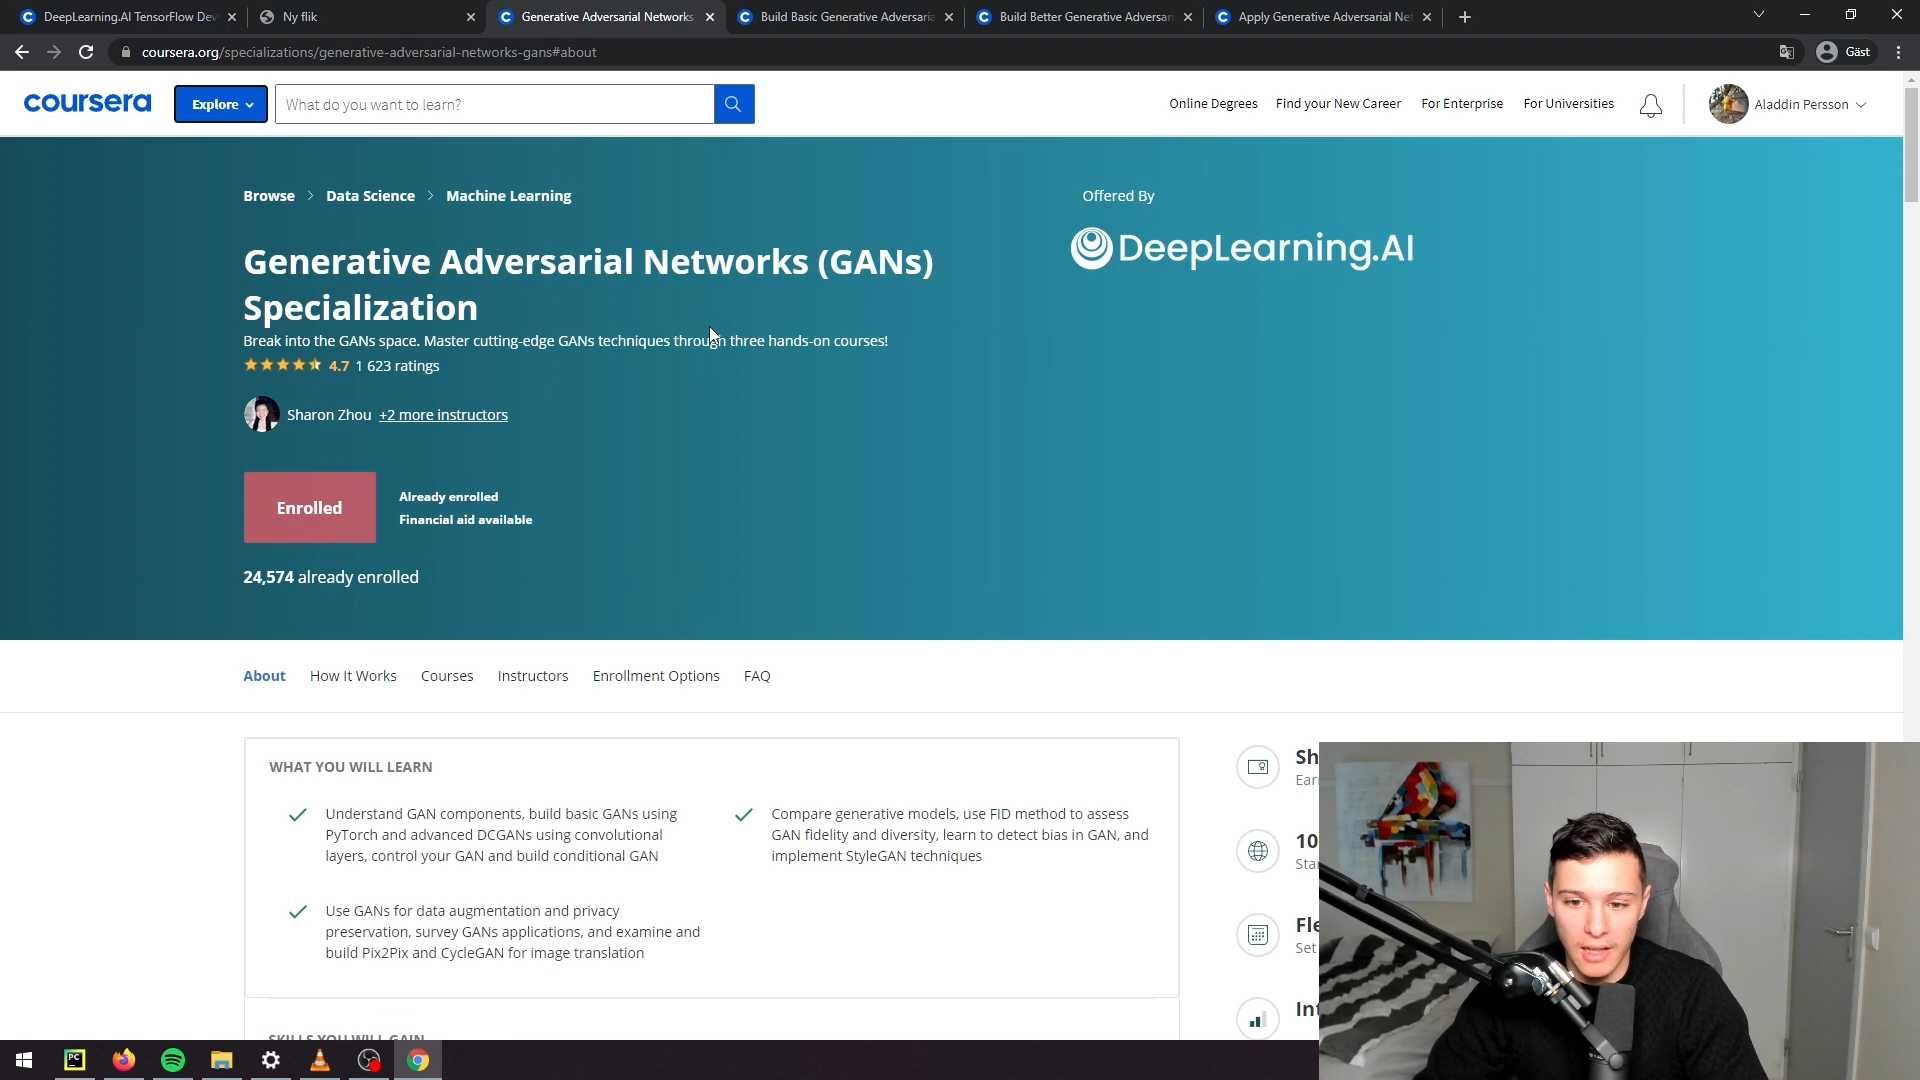 DeepLearning.AI TensorFlow Dev
Ny flik
Generative Adversarial Networks
Build Basic Generative Adversaria
Build Better Generative Adversari
Apply Generative Adversarial Net
coursera.org/specializations/generative-adversarial-networks-gans#about
Gäst
coursera
Explore
What do you want to learn?
Online Degrees
Find your New Career
For Enterprise
For Universities
Aladdin Persson
Browse > Data Science > Machine Learning
Offered By
DeepLearning.AI
Generative Adversarial Networks (GANs)
Specialization
Break into the GANs space. Master cutting-edge GANs techniques through three hands-on courses!
4.7 1 623 ratings
Sharon Zhou +2 more instructors
Enrolled
Already enrolled
Financial aid available
24,574 already enrolled
About
How It Works
Courses
Instructors
Enrollment Options
FAQ
WHAT YOU WILL LEARN
Understand GAN components, build basic GANs using
PyTorch and advanced DCGANs using convolutional
layers, control your GAN and build conditional GAN
Compare generative models, use FID method to assess
GAN fidelity and diversity, learn to detect bias in GAN, and
implement StyleGAN techniques
Use GANs for data augmentation and privacy
preservation, survey GANs applications, and examine and
build Pix2Pix and CycleGAN for image translation
SKILLS YOU WILL GAIN
Sh
Ear
10
Sta
Fle
Set
Int
PC